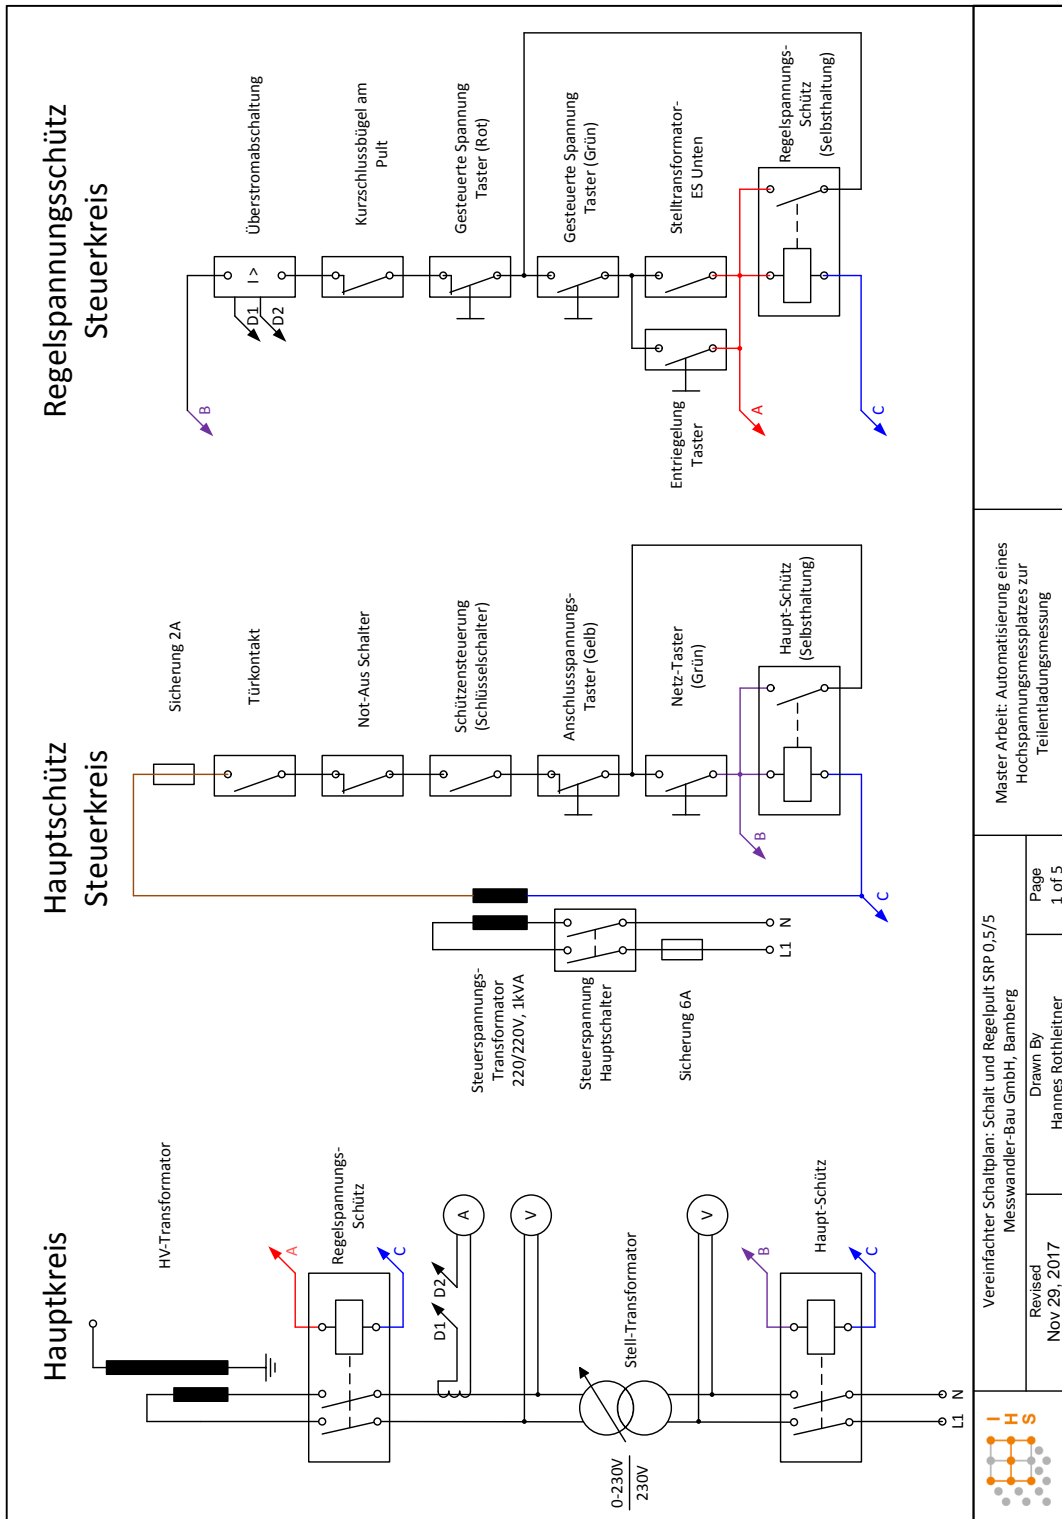 Hauptkreis
HV-Transformator
A
Regelspannungs-
Schütz
C
D1
D2
A
V
Stell-Transformator
0-230V
230V
V
B
Haupt-Schütz
C
L1
N
Hauptschütz
Steuerkreis
Sicherung 2A
Türkontakt
Not-Aus Schalter
Schützensteuerung
(Schlüsselschalter)
Anschlussspannungs-
Taster (Gelb)
Netz-Taster
(Grün)
Haupt-Schütz
(Selbsthaltung)
B
C
Steuerspannungs-
Transformator
220/220V, 1kVA
Steuerspannung
Hauptschalter
Sicherung 6A
L1
N
Regelspannungsschütz
Steuerkreis
B
Überstromabschaltung
I >
D1
D2
Kurzschlussbügel am
Pult
Gesteuerte Spannung
Taster (Rot)
Gesteuerte Spannung
Taster (Grün)
Stelltransformator-
ES Unten
Entriegelung
Taster
Regelspannungs-
Schütz
(Selbsthaltung)
A
C
IHS
Vereinfachter Schaltplan: Schalt und Regelpult SRP 0,5/5
Messwandler-Bau GmbH, Bamberg
Revised
Nov 29, 2017
Drawn By
Hannes Rothleitner
Page
1 of 5
Master Arbeit: Automatisierung eines
Hochspannungsmessplatzes zur
Teilentladungsmessung